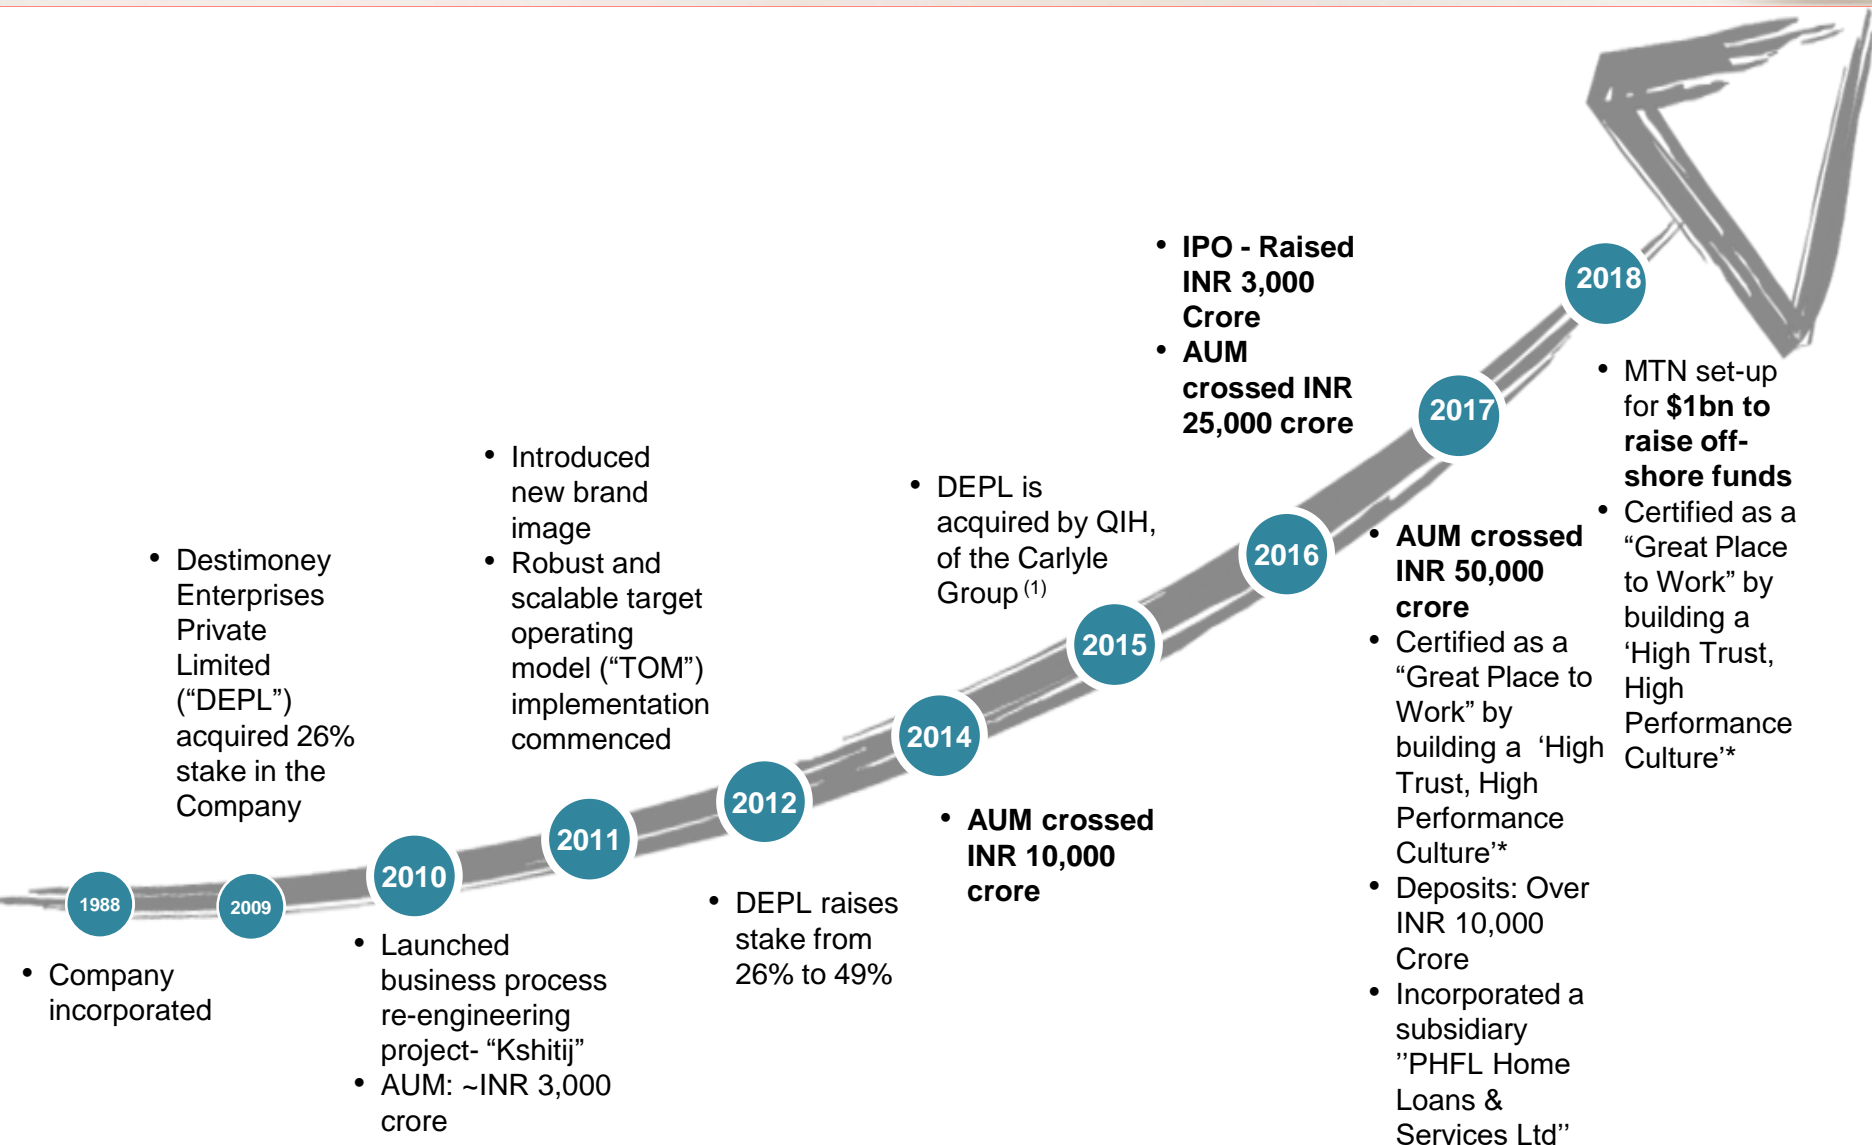 1988
• Company
incorporated
2009
• Destimoney
Enterprises
Private
Limited
(“DEPL”)
acquired 26%
stake in the
Company
2010
• Launched
business process
re-engineering
project- “Kshitij”
• AUM: ~INR 3,000
crore
2011
• Introduced
new brand
image
• Robust and
scalable target
operating
model (“TOM”)
implementation
commenced
2012
• DEPL raises
stake from
26% to 49%
2014
• AUM crossed
INR 10,000
crore
2015
• DEPL is
acquired by QIH,
of the Carlyle
Group (1)
2016
• IPO - Raised
INR 3,000
Crore
• AUM
crossed INR
25,000 crore
2017
• AUM crossed
INR 50,000
crore
• Certified as a
“Great Place to
Work” by
building a ‘High
Trust, High
Performance
Culture’*
• Deposits: Over
INR 10,000
Crore
• Incorporated a
subsidiary
’’PHFL Home
Loans &
Services Ltd’’
2018
• MTN set-up
for $1bn to
raise off-
shore funds
• Certified as a
“Great Place
to Work” by
building a
‘High Trust,
High
Performance
Culture’*